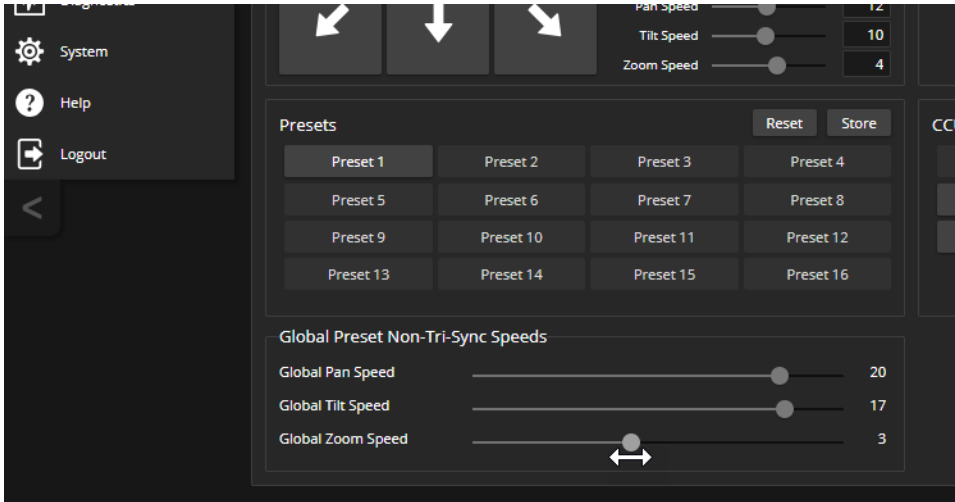 Diagnostics
System
Help
Logout
<
Pan Speed 12
Tilt Speed 10
Zoom Speed 4
Presets Reset Store
Preset 1 Preset 2 Preset 3 Preset 4
Preset 5 Preset 6 Preset 7 Preset 8
Preset 9 Preset 10 Preset 11 Preset 12
Preset 13 Preset 14 Preset 15 Preset 16
Global Preset Non-Tri-Sync Speeds
Global Pan Speed 20
Global Tilt Speed 17
Global Zoom Speed 3